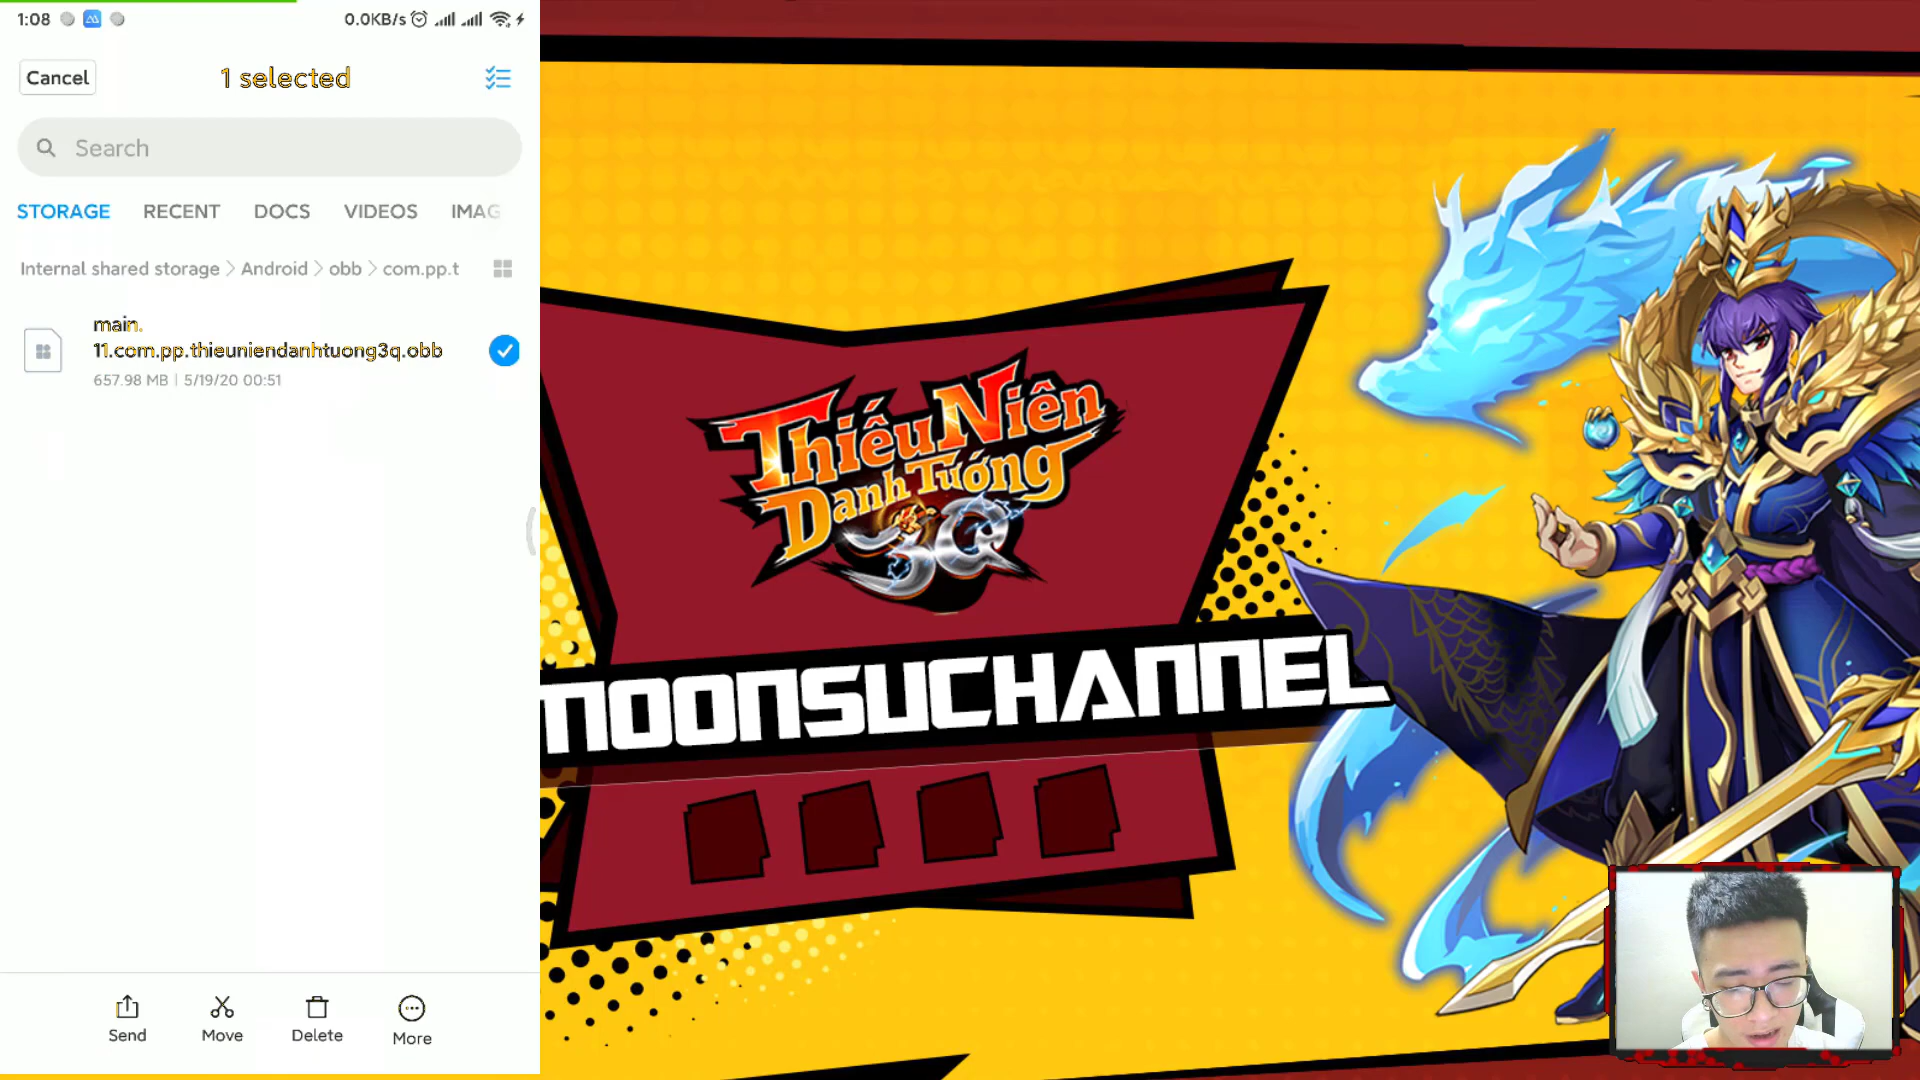 1:08
0.0KB/s
Cancel
1 selected
Search
STORAGE RECENT DOCS VIDEOS IMAG
Internal shared storage > Android > obb > com.pp.t
main.
11.com.pp.thieuniendanhtuong3q.obb
657.98 MB | 5/19/20 00:51
Send Move Delete More
Thiếu Niên
Danh Tướng
3Q
MOONSUCHANNEL